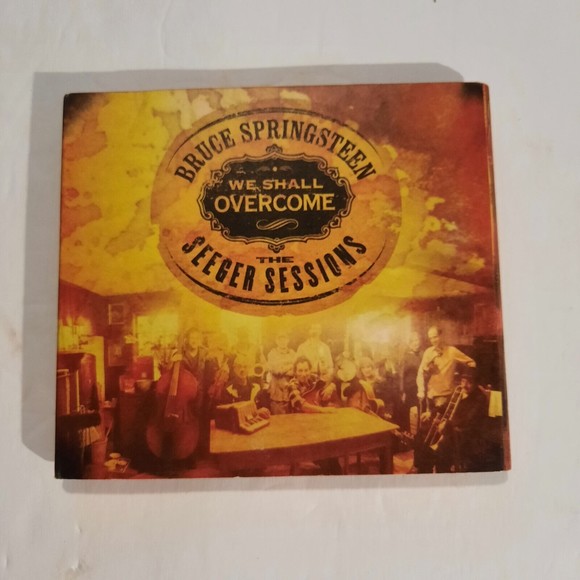 BRUCE SPRINGSTEEN
WE SHALL
OVERCOME
THE
SEEGER SESSIONS